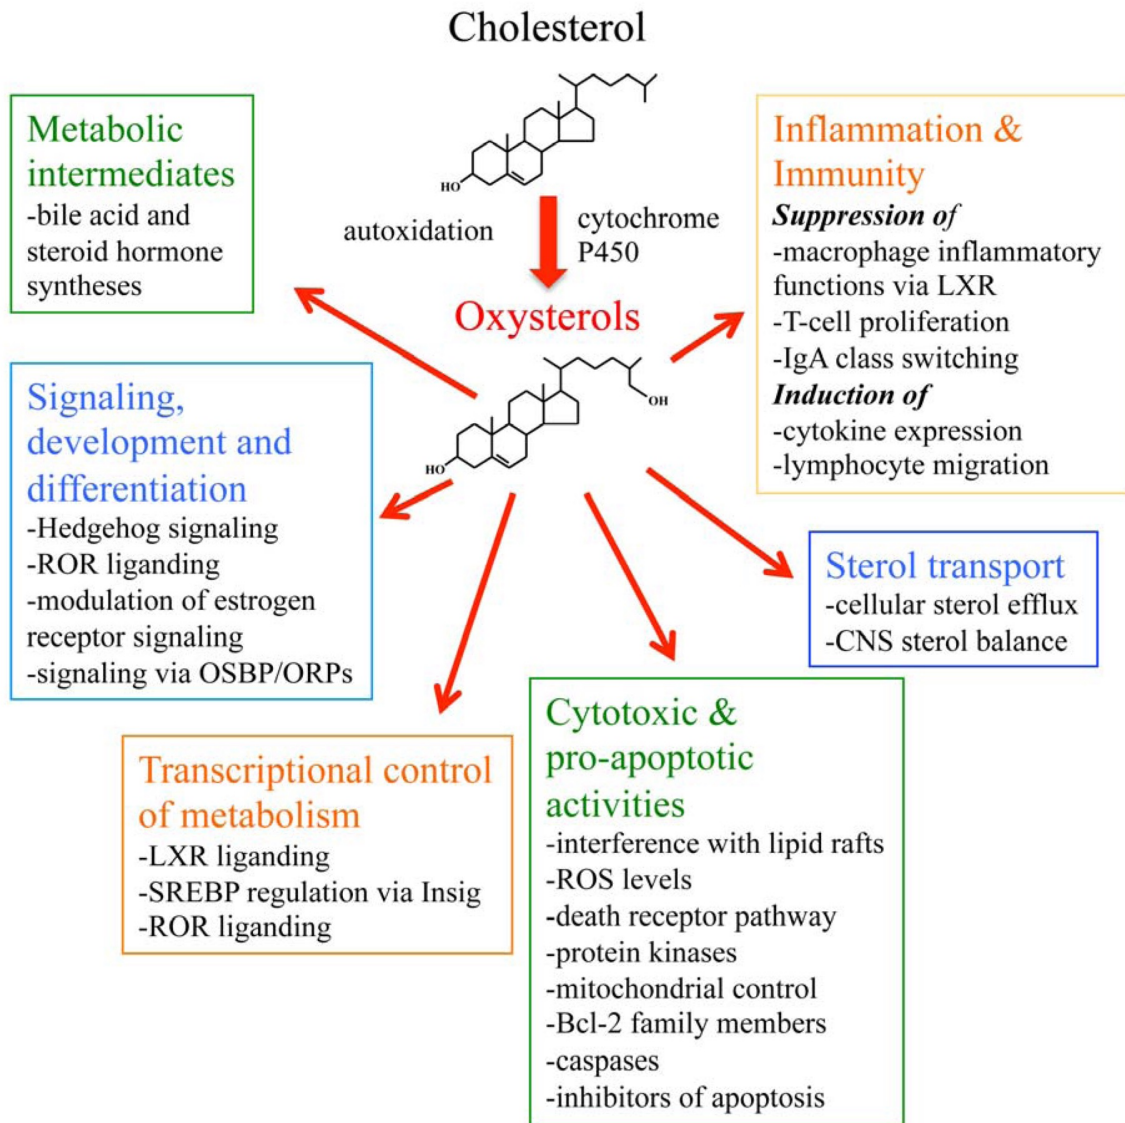 Cholesterol
HO
autoxidation
cytochrome
P450
Oxysterols
OH
HO
Metabolic
intermediates
-bile acid and
steroid hormone
syntheses
Inflammation &
Immunity
Suppression of
-macrophage inflammatory
functions via LXR
-T-cell proliferation
-IgA class switching
Induction of
-cytokine expression
-lymphocyte migration
Signaling,
development and
differentiation
-Hedgehog signaling
-ROR liganding
-modulation of estrogen
receptor signaling
-signaling via OSBP/ORPs
Sterol transport
-cellular sterol efflux
-CNS sterol balance
Transcriptional control
of metabolism
-LXR liganding
-SREBP regulation via Insig
-ROR liganding
Cytotoxic &
pro-apoptotic
activities
-interference with lipid rafts
-ROS levels
-death receptor pathway
-protein kinases
-mitochondrial control
-Bcl-2 family members
-caspases
-inhibitors of apoptosis